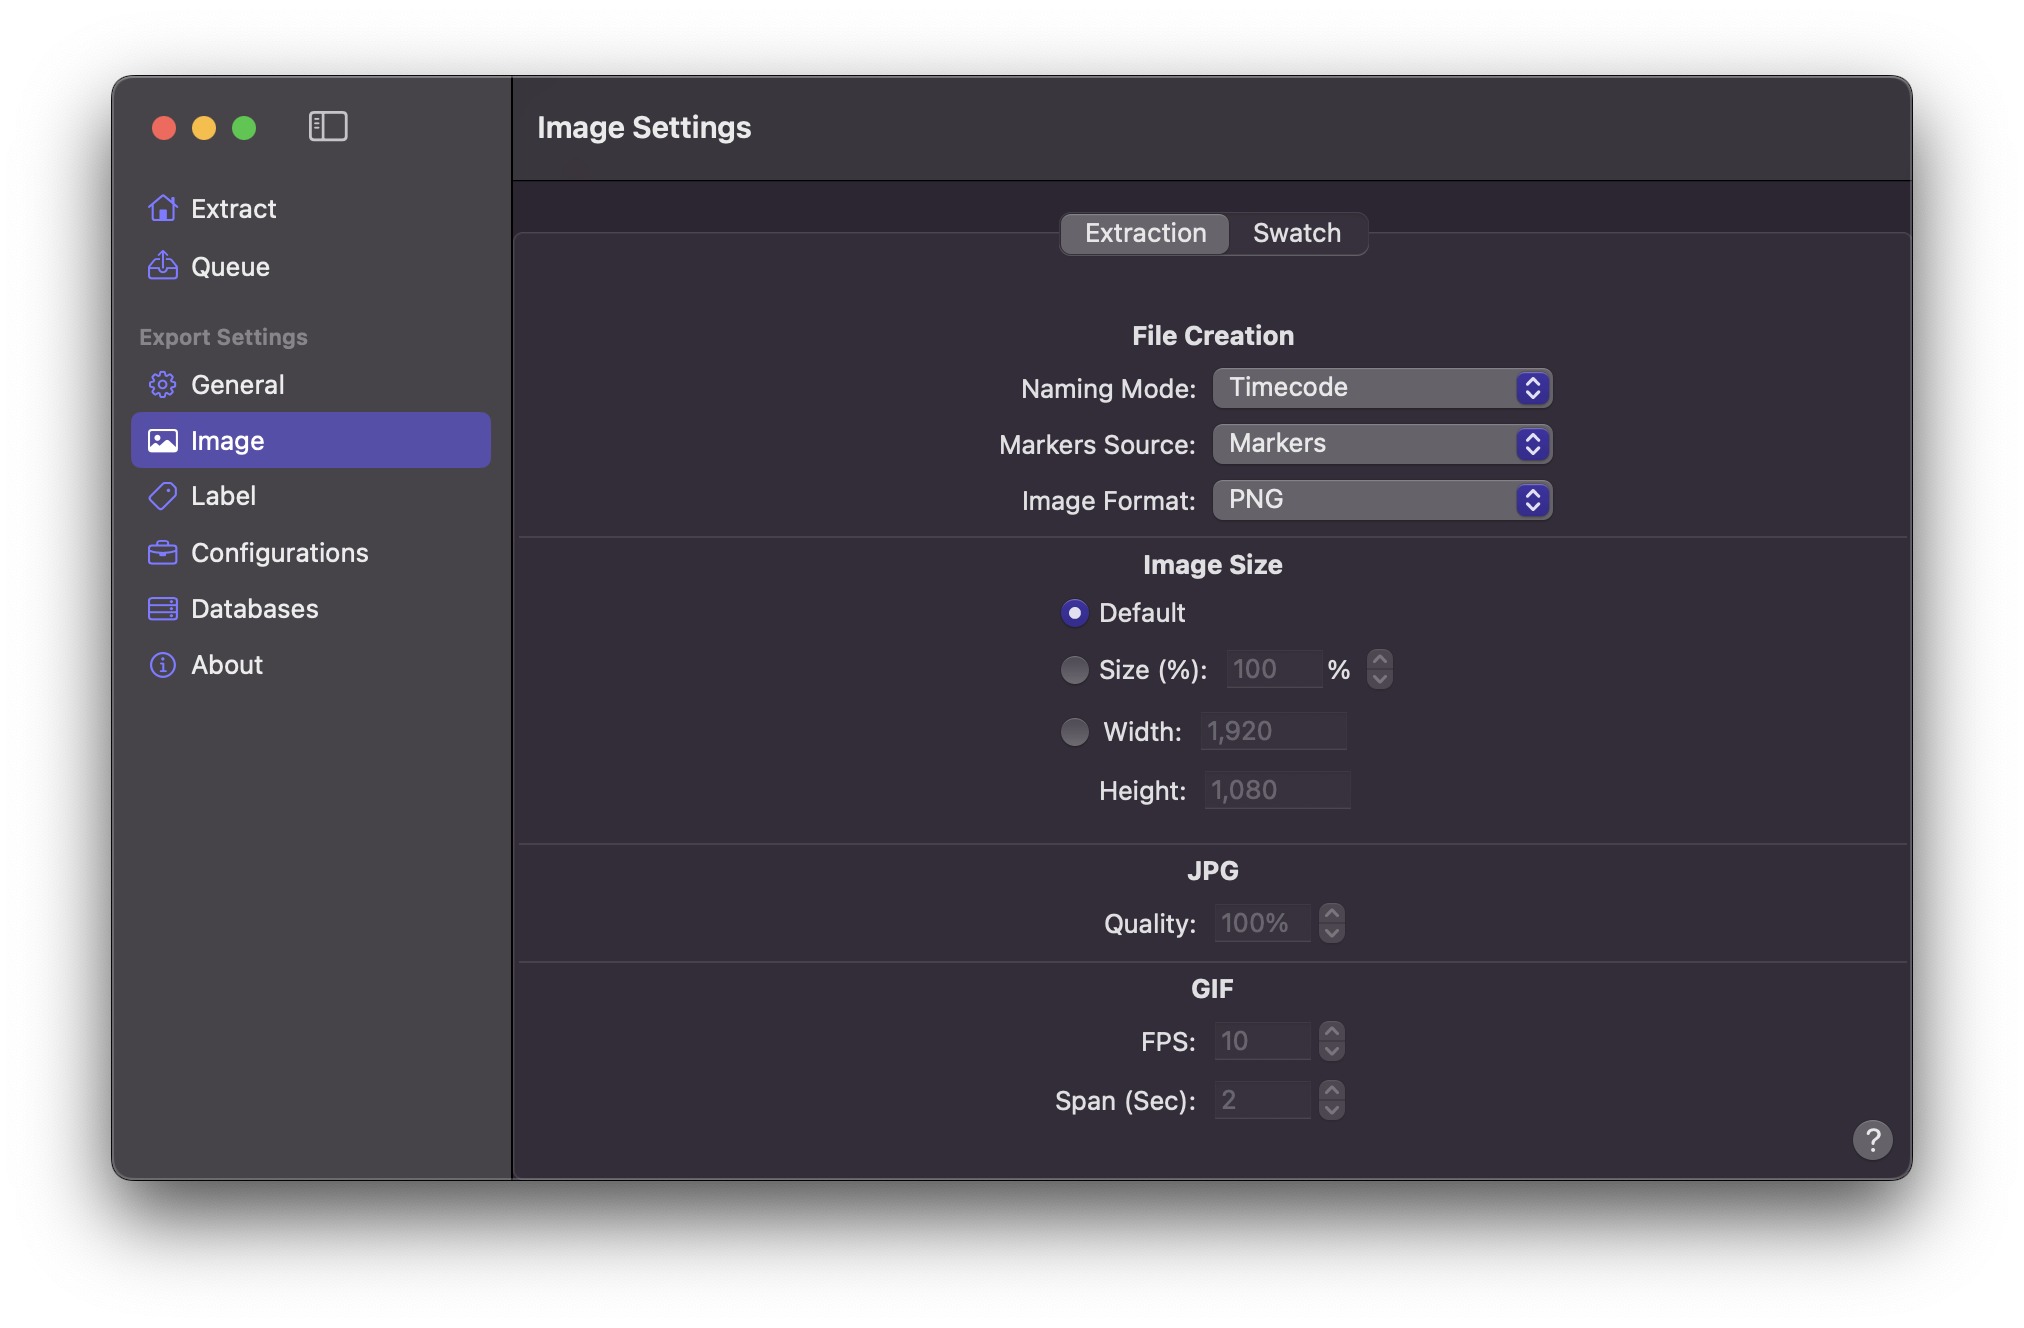 Image Settings
Extract
Queue
Export Settings
General
Image
Label
Configurations
Databases
About
Extraction Swatch
File Creation
Naming Mode: Timecode
Markers Source: Markers
Image Format: PNG
Image Size
Default
Size (%): 100 %
Width: 1,920
Height: 1,080
JPG
Quality: 100%
GIF
FPS: 10
Span (Sec): 2
?